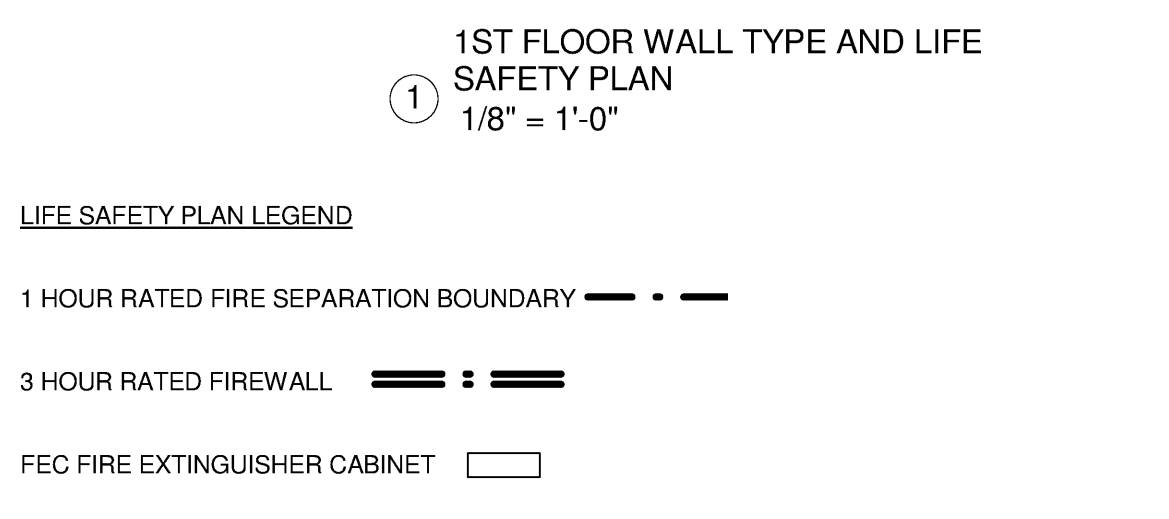 1ST FLOOR WALL TYPE AND LIFE
SAFETY PLAN
1
1/8" = 1'-0"
LIFE SAFETY PLAN LEGEND
1 HOUR RATED FIRE SEPARATION BOUNDARY
3 HOUR RATED FIREWALL
FEC FIRE EXTINGUISHER CABINET